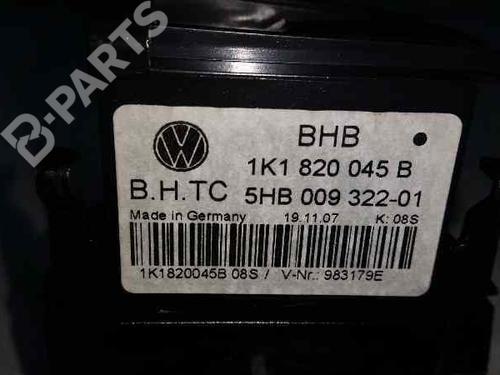 B-PARTS
BHB
1K1 820 045 B
B.H.TC 5HB 009 322-01
Made in Germany 19.11.07 K: 08S
1K1820045B 08S / V-Nr.: 983179E